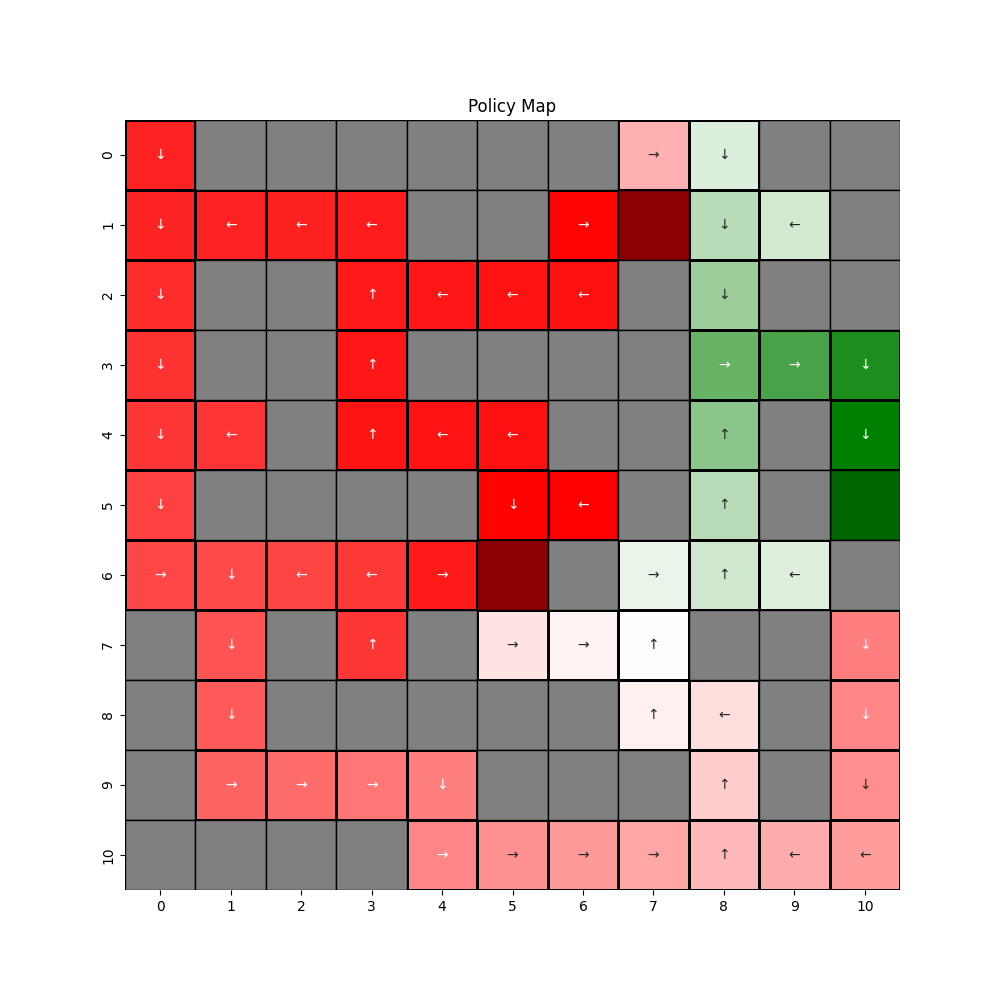 Policy Map
0 ↓ → ↓
1 ↓ ← ← ← → ↓ ←
2 ↓ ↑ ← ← ← ↓
3 ↓ ↑ → → ↓
4 ↓ ← ↑ ← ← ↑ ↓
5 ↓ ↓ ← ↑
6 → ↓ ← ← → → ↑ ←
7 ↓ ↑ → → ↑ ↓
8 ↓ ↑ ← ↓
9 → → → ↓ ↑ ↓
10 → → → → ↑ ← ←
0 1 2 3 4 5 6 7 8 9 10